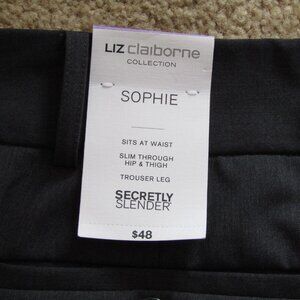 LIZ claiborne
COLLECTION
SOPHIE
SITS AT WAIST
SLIM THROUGH
HIP & THIGH
TROUSER LEG
SECRETLY
SLENDER
$48